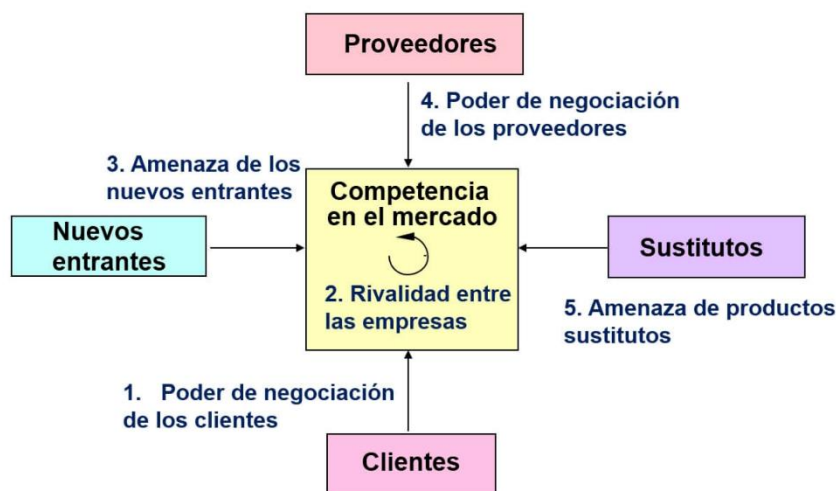 Proveedores
4. Poder de negociación
de los proveedores
3. Amenaza de los
nuevos entrantes
Competencia
en el mercado
Nuevos
entrantes
Sustitutos
2. Rivalidad entre
las empresas
5. Amenaza de productos
sustitutos
1. Poder de negociación
de los clientes
Clientes